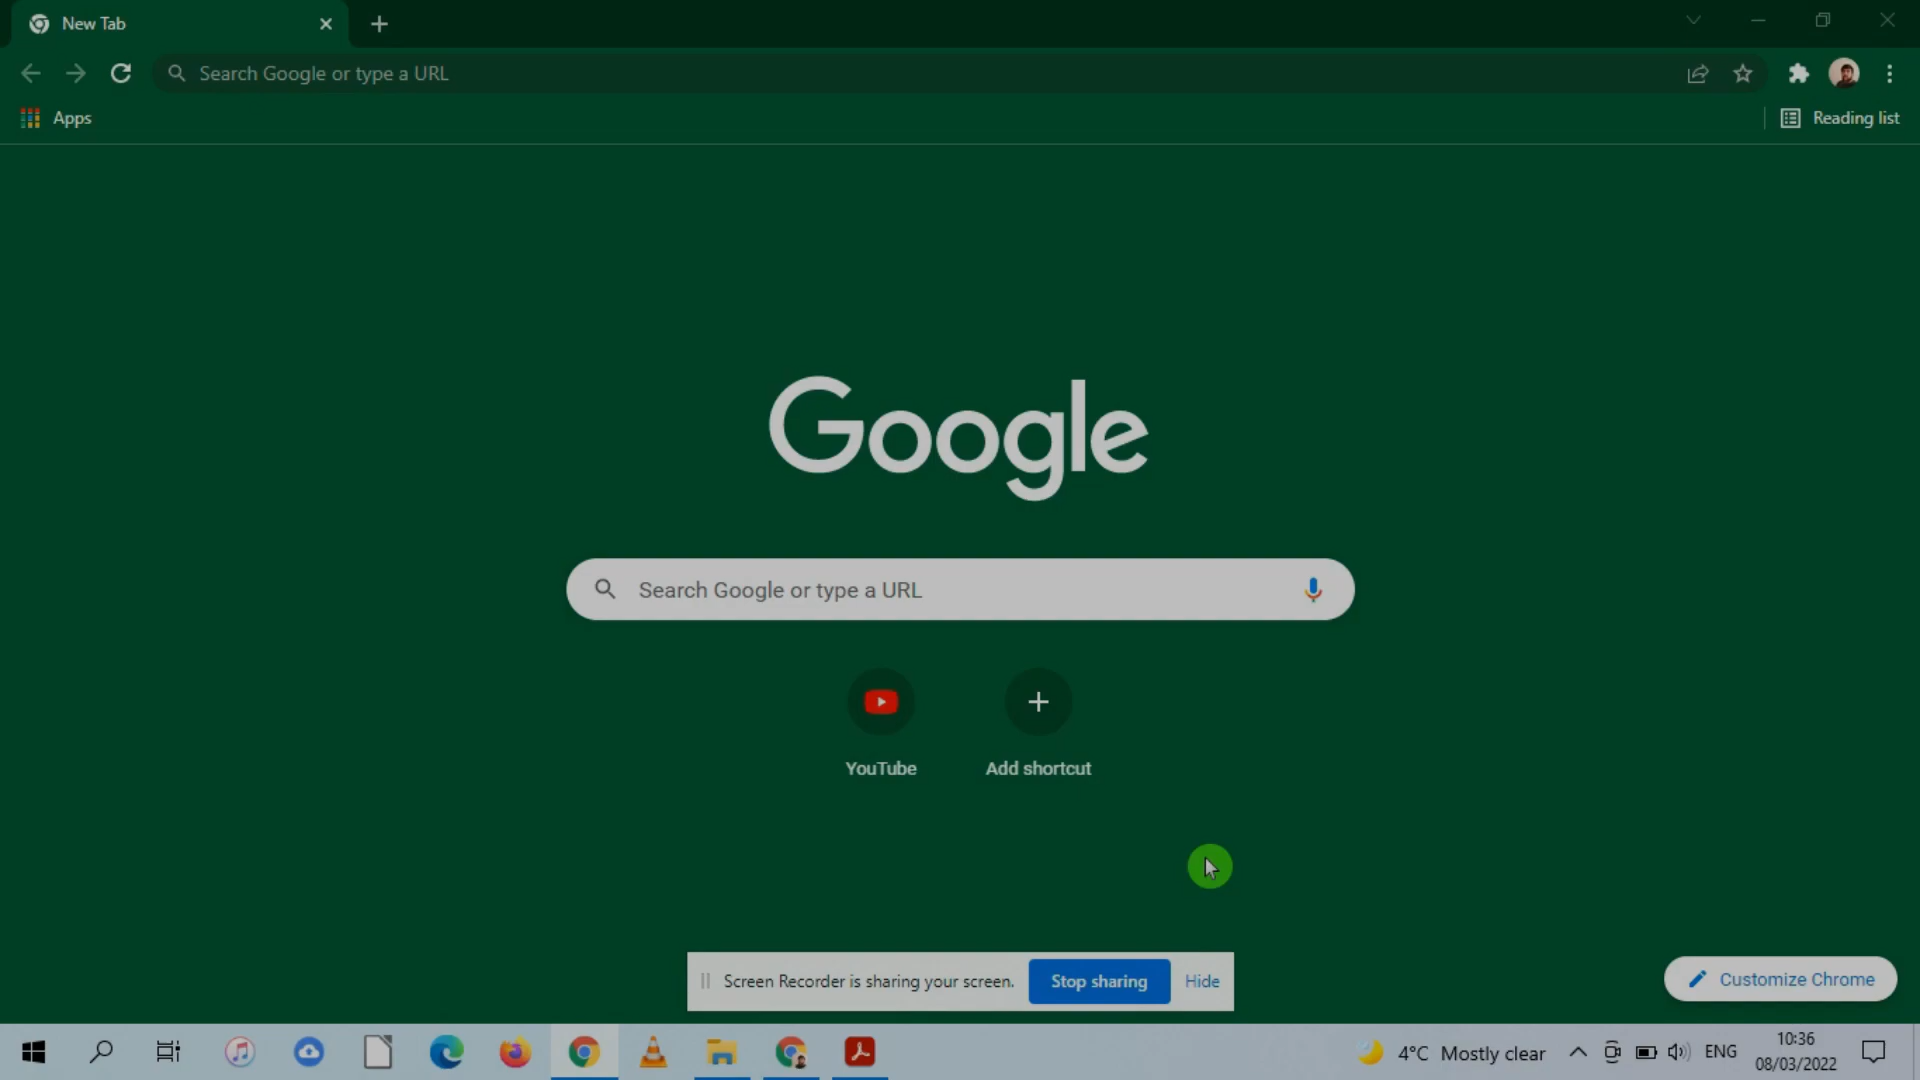 New Tab
Search Google or type a URL
Apps
Reading list
Google
Search Google or type a URL
YouTube
Add shortcut
Screen Recorder is sharing your screen.
Stop sharing
Hide
Customize Chrome
4°C Mostly clear
ENG
10:36
08/03/2022